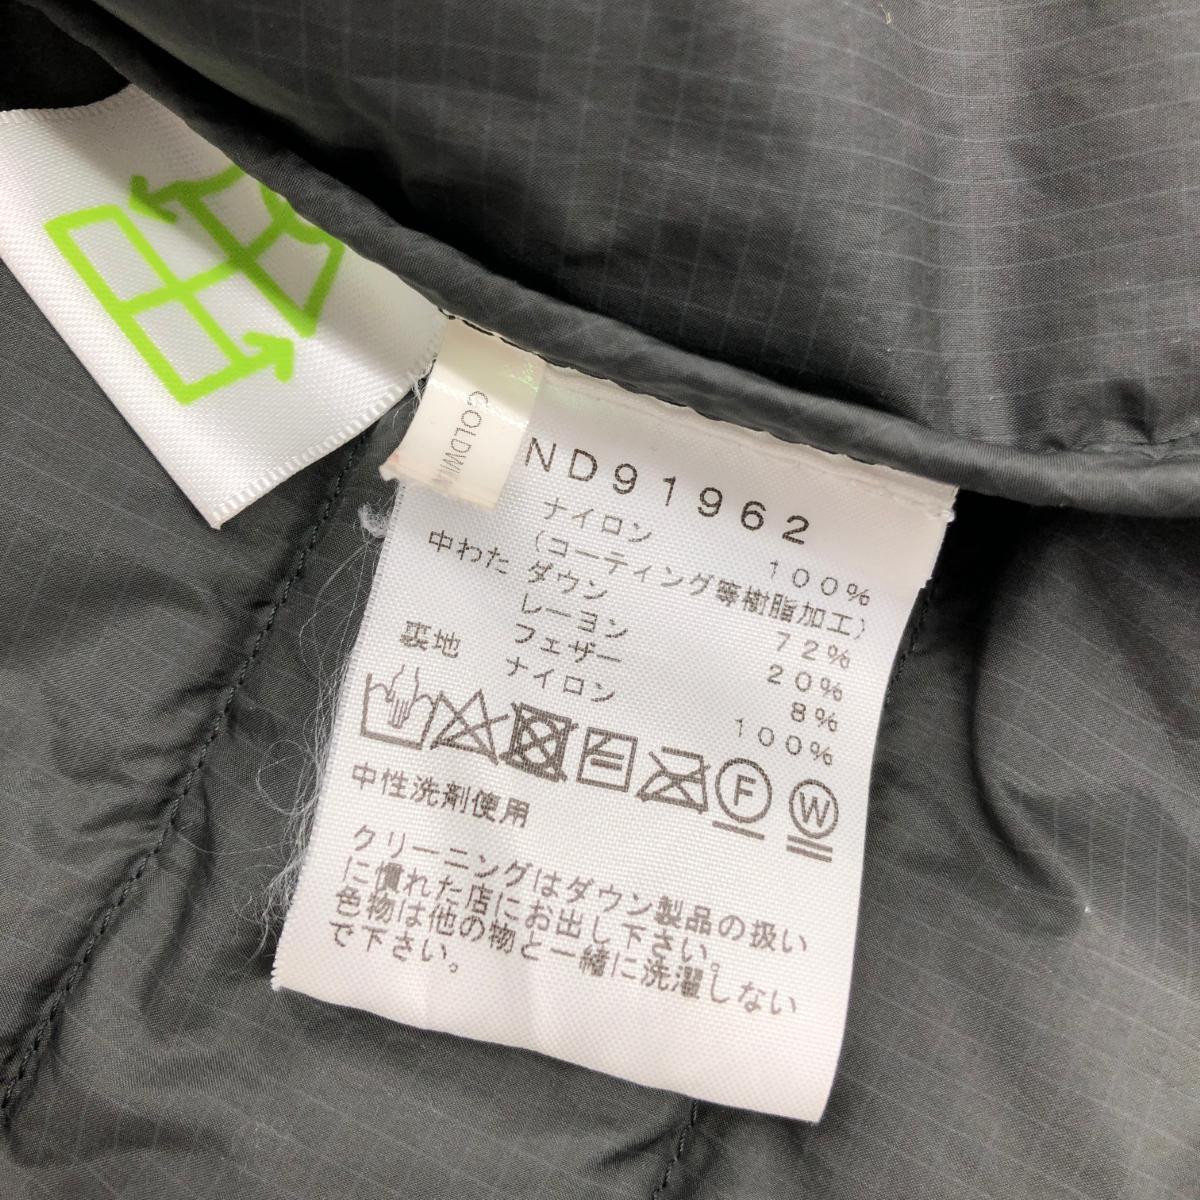 GOLDWIN
ND91962
ナイロン 100%
(コーティング等樹脂加工)
中わた ダウン 72%
レーヨン 20%
フェザー 8%
裏地 ナイロン 100%
F W
中性洗剤使用
クリーニングはダウン製品の扱い
に慣れた店にお出し下さい。
色物は他の物と一緒に洗濯しない
で下さい。